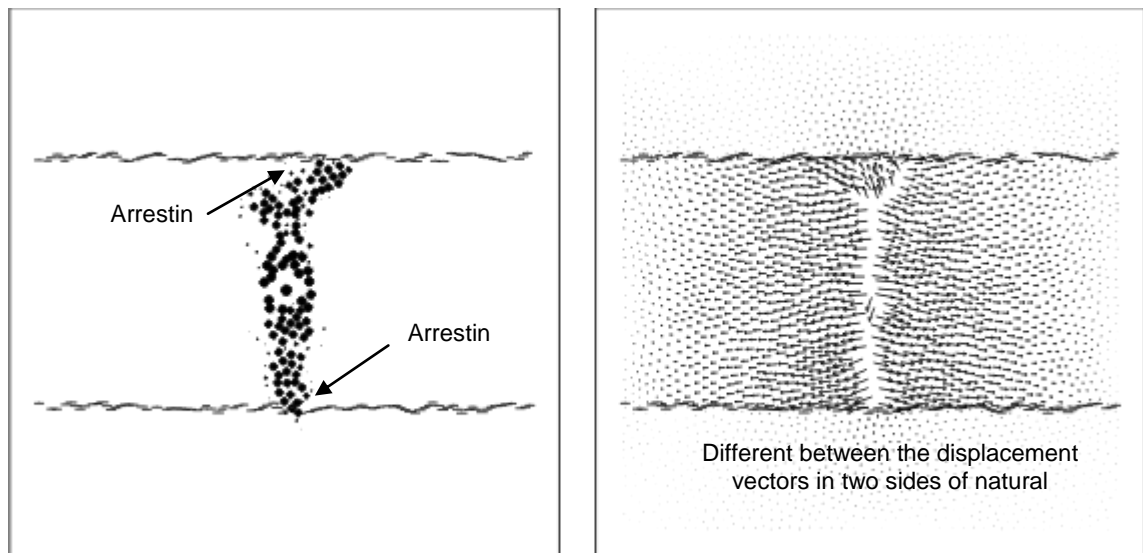 Arrestin
Arrestin
Different between the displacement
vectors in two sides of natural